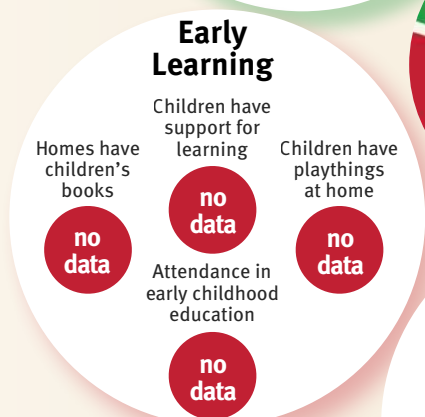 Early
Learning
Children have
support for
learning
Homes have
children's
books
Children have
playthings
at home
no
data
no
data
no
data
Attendance in
early childhood
education
no
data